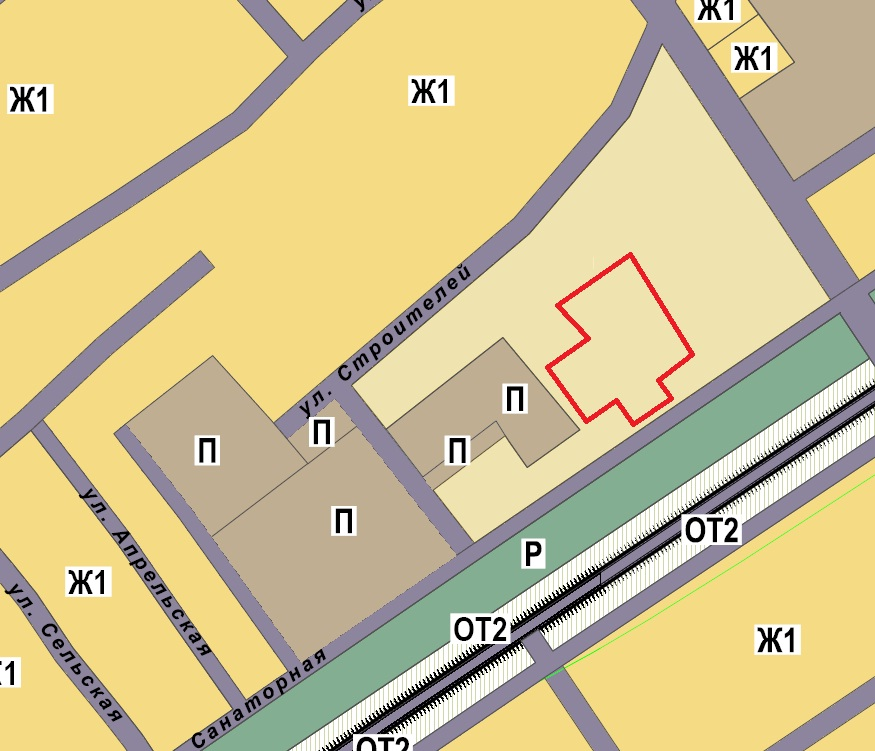 Ж1
Ж1
Ж1
Ж1
ул. Строителей
П
П
П
П
П
ул. Апрельская
ОТ2
Р
Ж1
ул. Сельская
ОТ2
Ж1
Санаторная
ОТ2